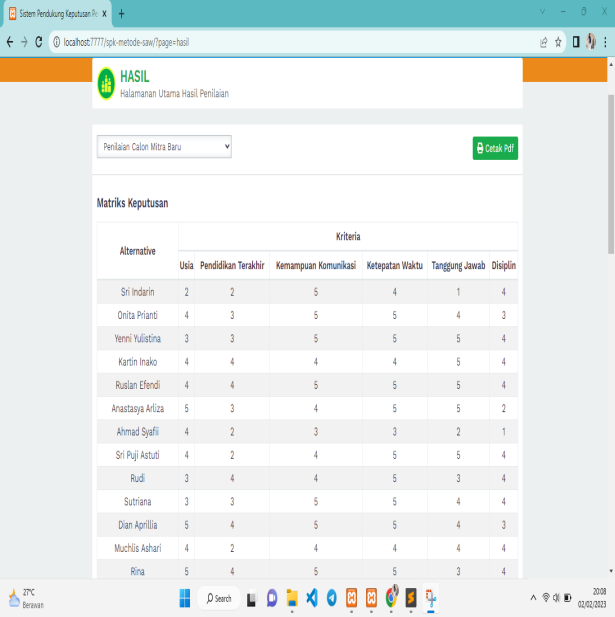 Sistem Pendukung Keputusan Pe
localhost:7777/spk-metode-saw/?page=hasil
HASIL
Halamanan Utama Hasil Penilaian
Penilaian Calon Mitra Baru
Cetak Pdf
Matriks Keputusan
Alternative Kriteria
Usia Pendidikan Terakhir Kemampuan Komunikasi Ketepatan Waktu Tanggung Jawab Disiplin
Sri Indarin 2 2 5 4 1 4
Onita Prianti 4 3 5 5 4 3
Yenni Yulistina 3 3 5 5 5 4
Kartin Inako 4 4 4 4 5 4
Ruslan Efendi 4 4 5 5 5 4
Anastasya Arliza 5 3 4 5 5 2
Ahmad Syafii 4 2 3 3 2 1
Sri Puji Astuti 4 2 4 5 5 4
Rudi 3 4 4 5 3 4
Sutriana 3 3 5 5 4 4
Dian Aprillia 5 4 5 5 4 3
Muchlis Ashari 4 2 4 4 4 4
Rina 5 4 5 5 3 4
27°C
Berawan
Search
20:08
02/02/2023